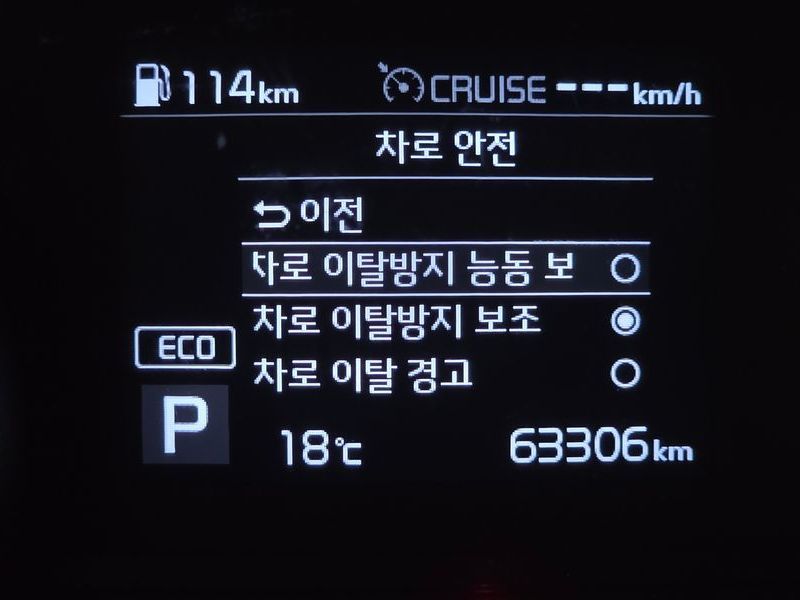 114km CRUISE ---km/h
차로 안전
이전
차로 이탈방지 능동 보
차로 이탈방지 보조
ECO
차로 이탈 경고
P
18℃ 63306km